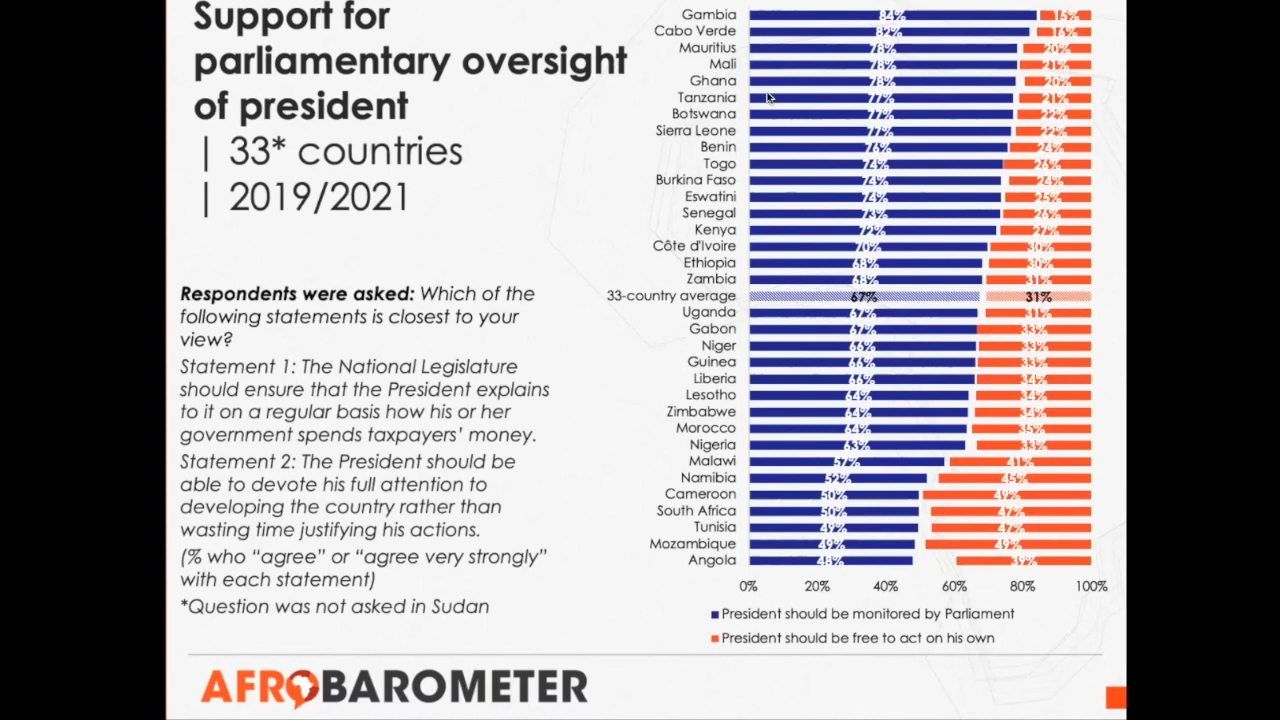 Support for
parliamentary oversight
of president
| 33* countries
| 2019/2021
Respondents were asked: Which of the
following statements is closest to your
view?
Statement 1: The National Legislature
should ensure that the President explains
to it on a regular basis how his or her
government spends taxpayers’ money.
Statement 2: The President should be
able to devote his full attention to
developing the country rather than
wasting time justifying his actions.
(% who “agree” or “agree very strongly”
with each statement)
*Question was not asked in Sudan
Gambia 84% 15%
Cabo Verde 82% 16%
Mauritius 78% 20%
Mali 78% 21%
Ghana 78% 20%
Tanzania 77% 21%
Botswana 77% 22%
Sierra Leone 77% 22%
Benin 76% 24%
Togo 74% 26%
Burkina Faso 74% 24%
Eswatini 74% 25%
Senegal 73% 26%
Kenya 72% 27%
Côte d'Ivoire 70% 30%
Ethiopia 68% 30%
Zambia 68% 31%
33-country average 67% 31%
Uganda 67% 31%
Gabon 67% 33%
Niger 66% 33%
Guinea 66% 33%
Liberia 66% 34%
Lesotho 64% 34%
Zimbabwe 64% 34%
Morocco 64% 35%
Nigeria 63% 33%
Malawi 57% 41%
Namibia 52% 45%
Cameroon 50% 49%
South Africa 50% 47%
Tunisia 49% 47%
Mozambique 49% 49%
Angola 48% 39%
0% 20% 40% 60% 80% 100%
President should be monitored by Parliament
President should be free to act on his own
AFROBAROMETER